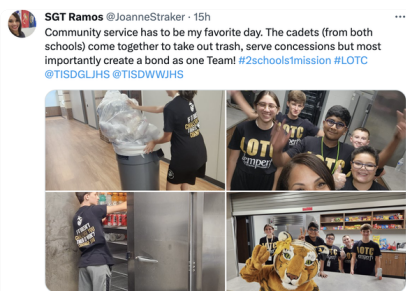 SGT Ramos @JoanneStraker · 15h
Community service has to be my favorite day. The cadets (from both
schools) come together to take out trash, serve concessions but most
importantly create a bond as one Team! #2schools1mission #LOTC
@TISDGLJHS @TISDWWJHS
LOTC
LOTC